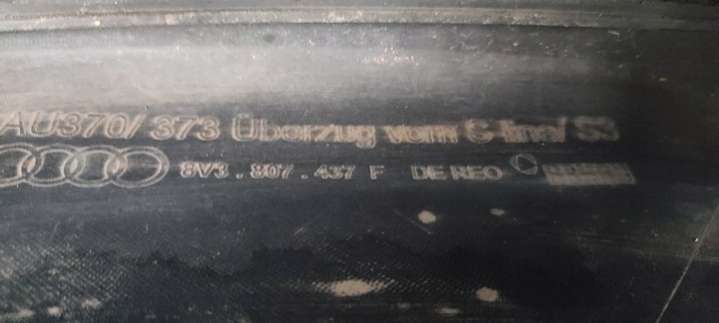 AU370/373 Überzug vorn S-line/S3
8V3.807.437 F DE REO